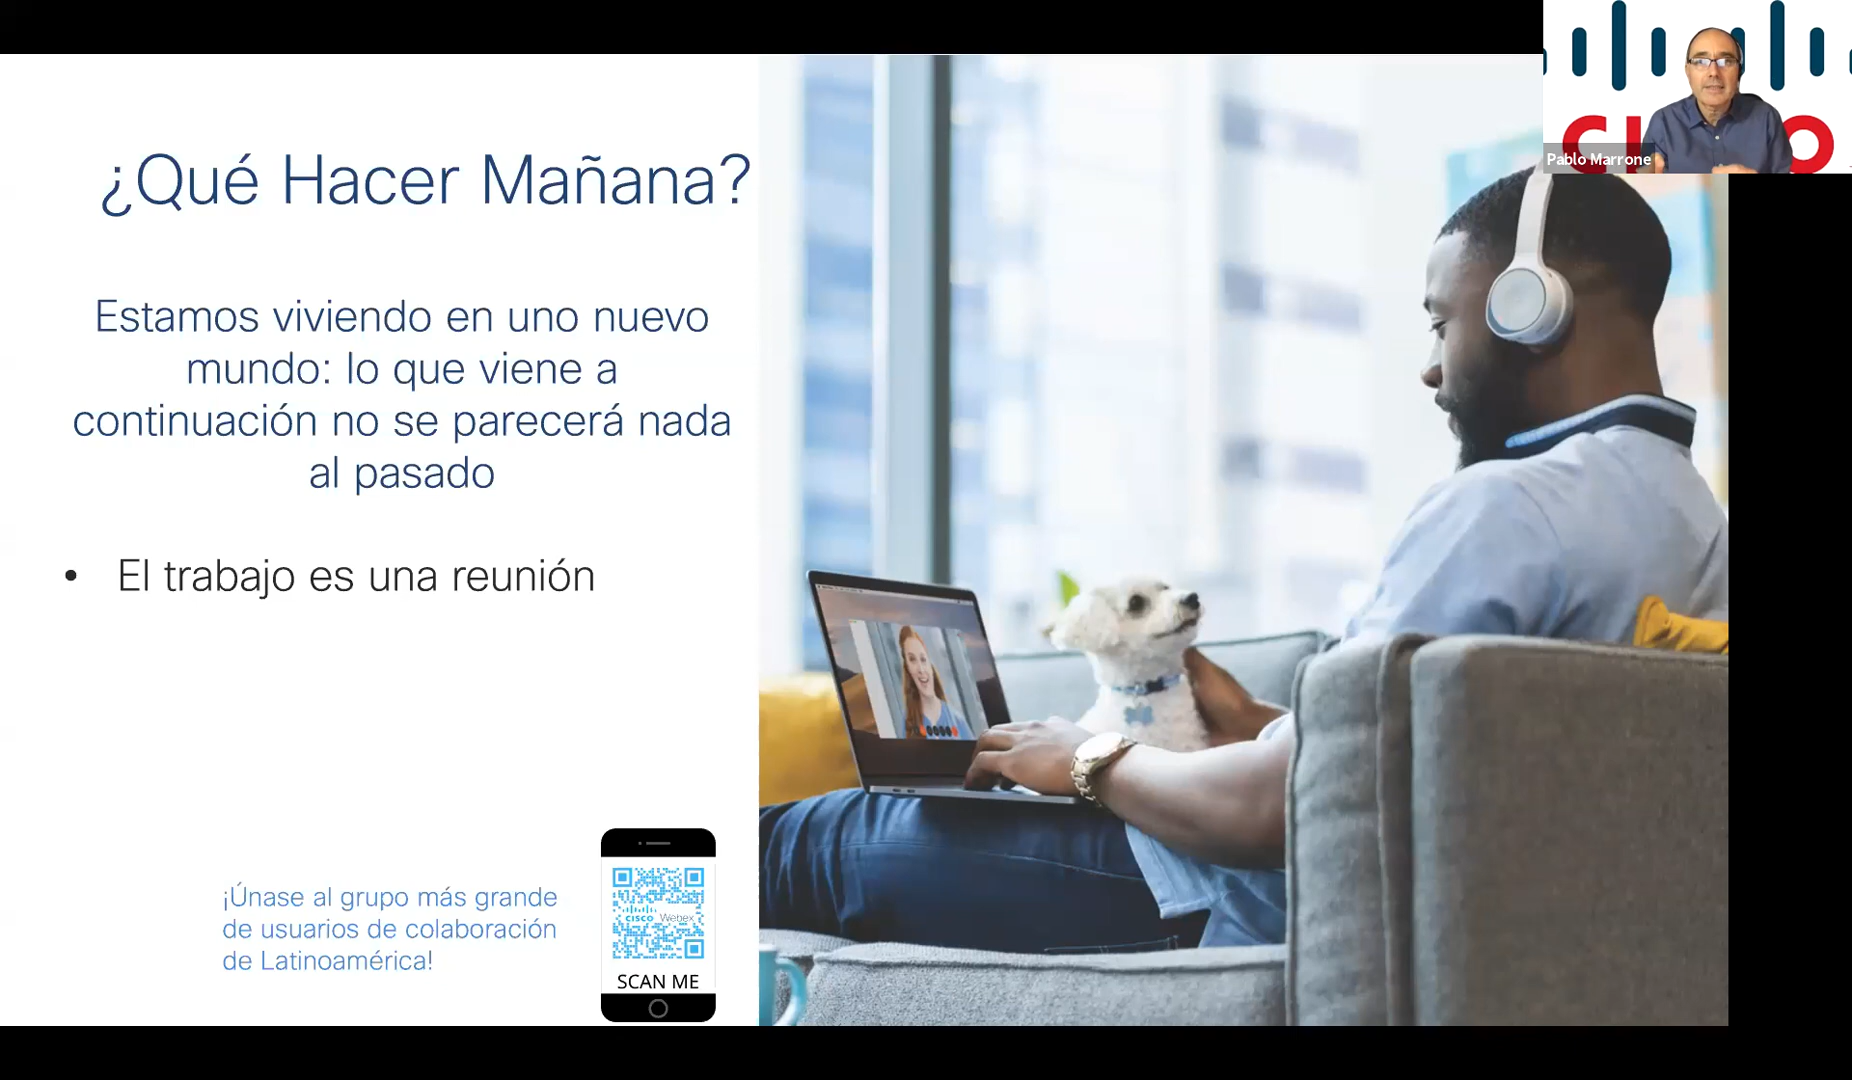 ¿Qué Hacer Mañana?
Estamos viviendo en uno nuevo
mundo: lo que viene a
continuación no se parecerá nada
al pasado
• El trabajo es una reunión
¡Únase al grupo más grande
de usuarios de colaboración
de Latinoamérica!
CISCO Webex
SCAN ME
Pablo Marrone